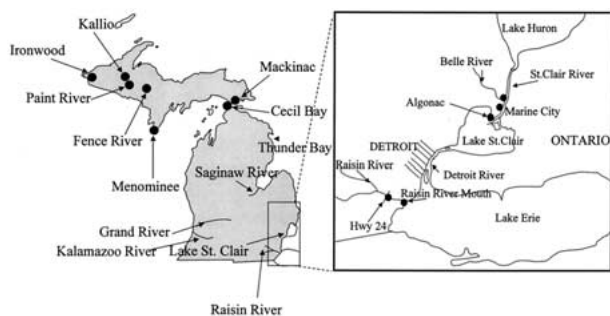 Kallio
Ironwood
Paint River
Fence River
Menominee
Mackinac
Cecil Bay
Thunder Bay
Saginaw River
Grand River
Kalamazoo River
Lake St. Clair
Raisin River
Lake Huron
Belle River
St.Clair River
Algonac
Marine City
Lake St.Clair
ONTARIO
DETROIT
Detroit River
Raisin River
Raisin River Mouth
Hwy 24
Lake Erie